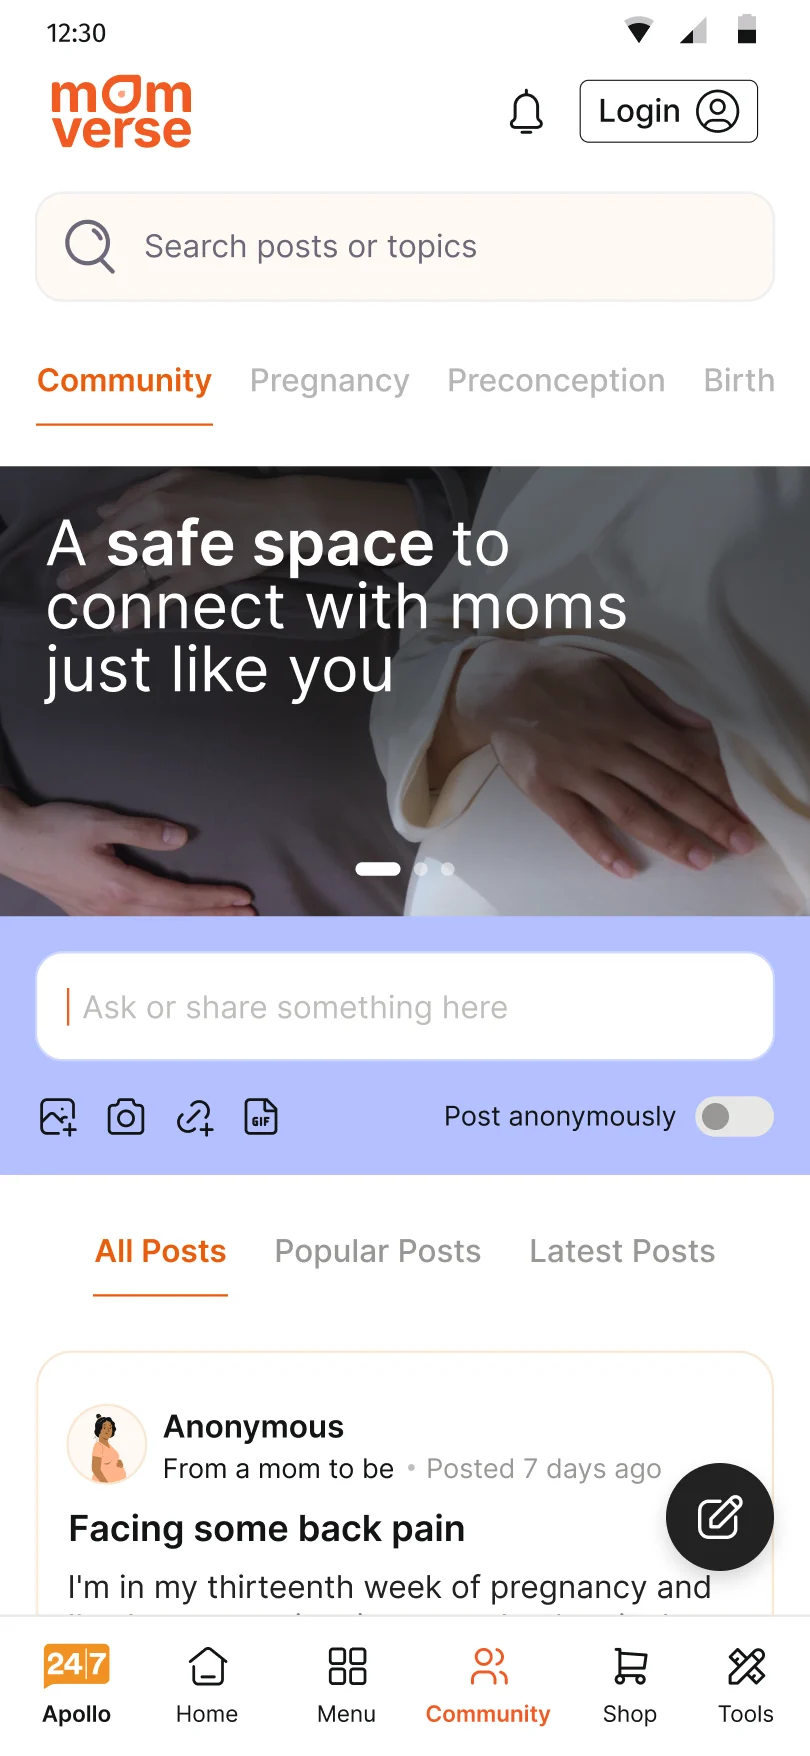 12:30
mom
verse
Login
Search posts or topics
Community Pregnancy Preconception Birth
A safe space to
connect with moms
just like you
Ask or share something here
GIF
Post anonymously
All Posts Popular Posts Latest Posts
Anonymous
From a mom to be • Posted 7 days ago
Facing some back pain
I'm in my thirteenth week of pregnancy and
24|7
Apollo Home Menu Community Shop Tools